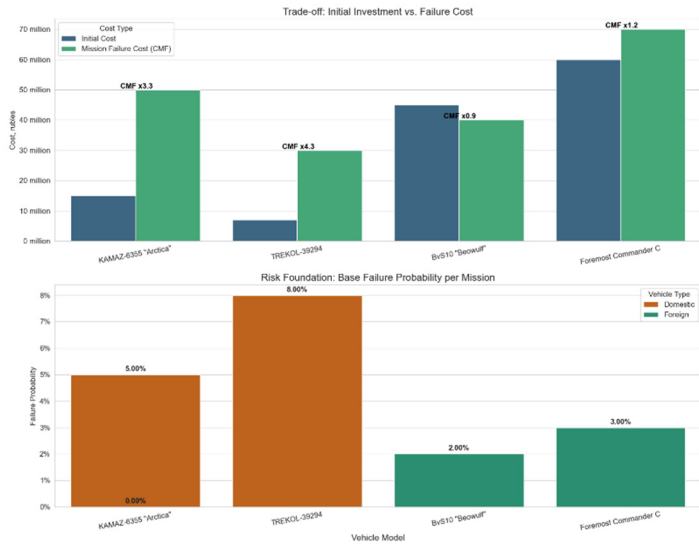 Trade-off: Initial Investment vs. Failure Cost
Cost Type
Initial Cost
Mission Failure Cost (CMF)
Cost, rubles
70 million
60 million
50 million
40 million
30 million
20 million
10 million
0 million
CMF x3.3
CMF x4.3
CMF x0.9
CMF x1.2
KAMAZ-6355 "Arctica"
TREKOL-39294
BvS10 "Beowulf"
Foremost Commander C
Risk Foundation: Base Failure Probability per Mission
Vehicle Type
Domestic
Foreign
Failure Probability
8%
7%
6%
5%
4%
3%
2%
1%
0%
5.00%
0.00%
8.00%
2.00%
3.00%
KAMAZ-6355 "Arctica"
TREKOL-39294
BvS10 "Beowulf"
Foremost Commander C
Vehicle Model